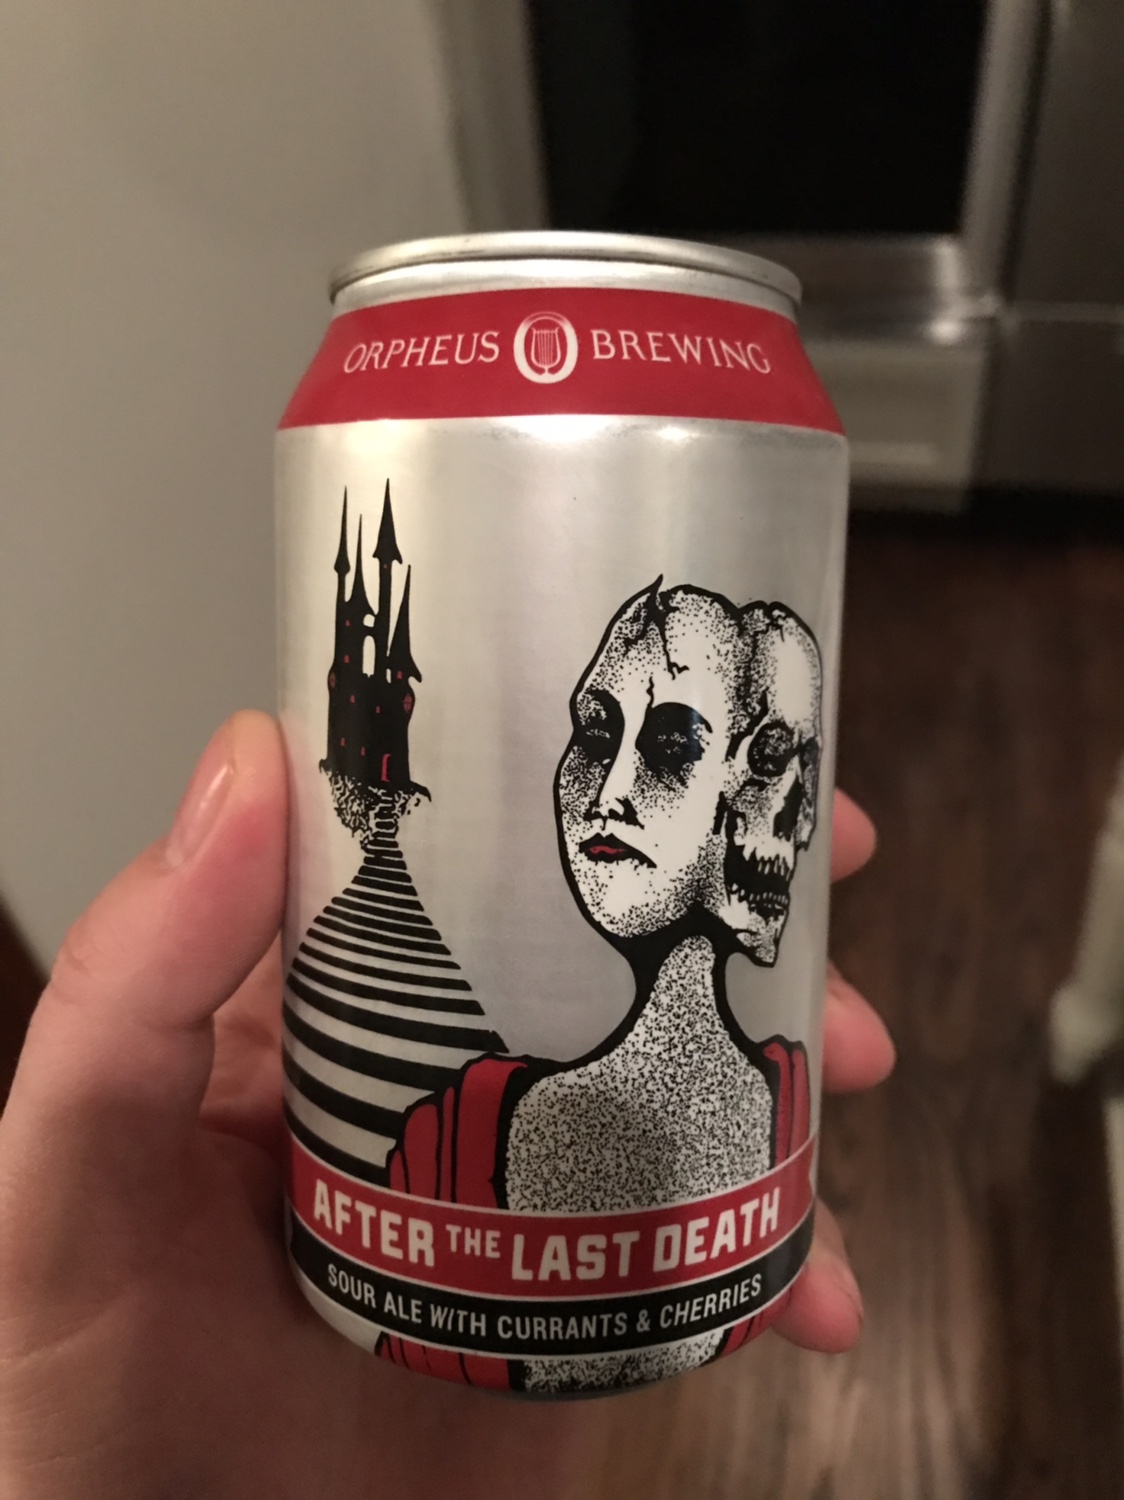 ORPHEUS BREWING
AFTER THE LAST DEATH
SOUR ALE WITH CURRANTS & CHERRIES